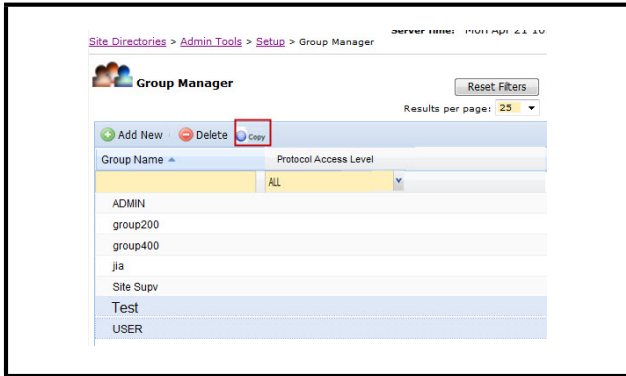 Server Time: Mon Apr 21 10
Site Directories > Admin Tools > Setup > Group Manager
Group Manager
Reset Filters
Results per page: 25
Add New Delete Copy
Group Name Protocol Access Level
ALL
ADMIN
group200
group400
jia
Site Supv
Test
USER